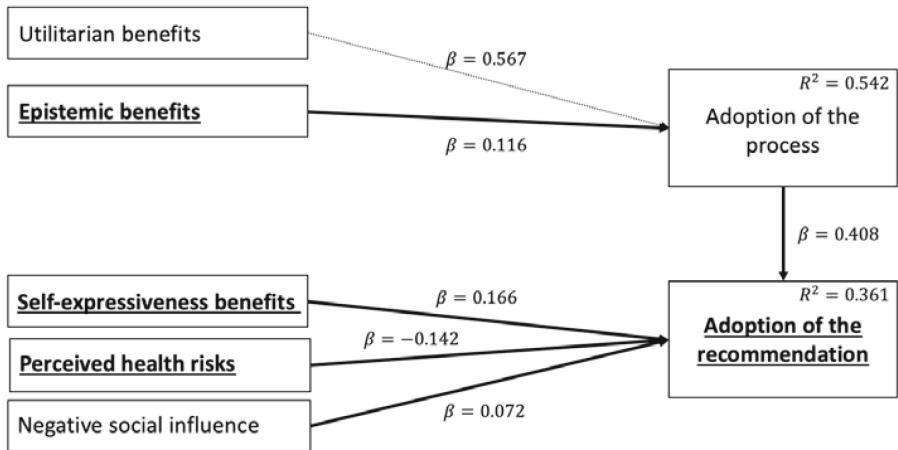 Utilitarian benefits
β = 0.567
R² = 0.542
Epistemic benefits
β = 0.116
Adoption of the
process
β = 0.408
Self-expressiveness benefits
β = 0.166
R² = 0.361
Perceived health risks
β = −0.142
Adoption of the
recommendation
Negative social influence
β = 0.072